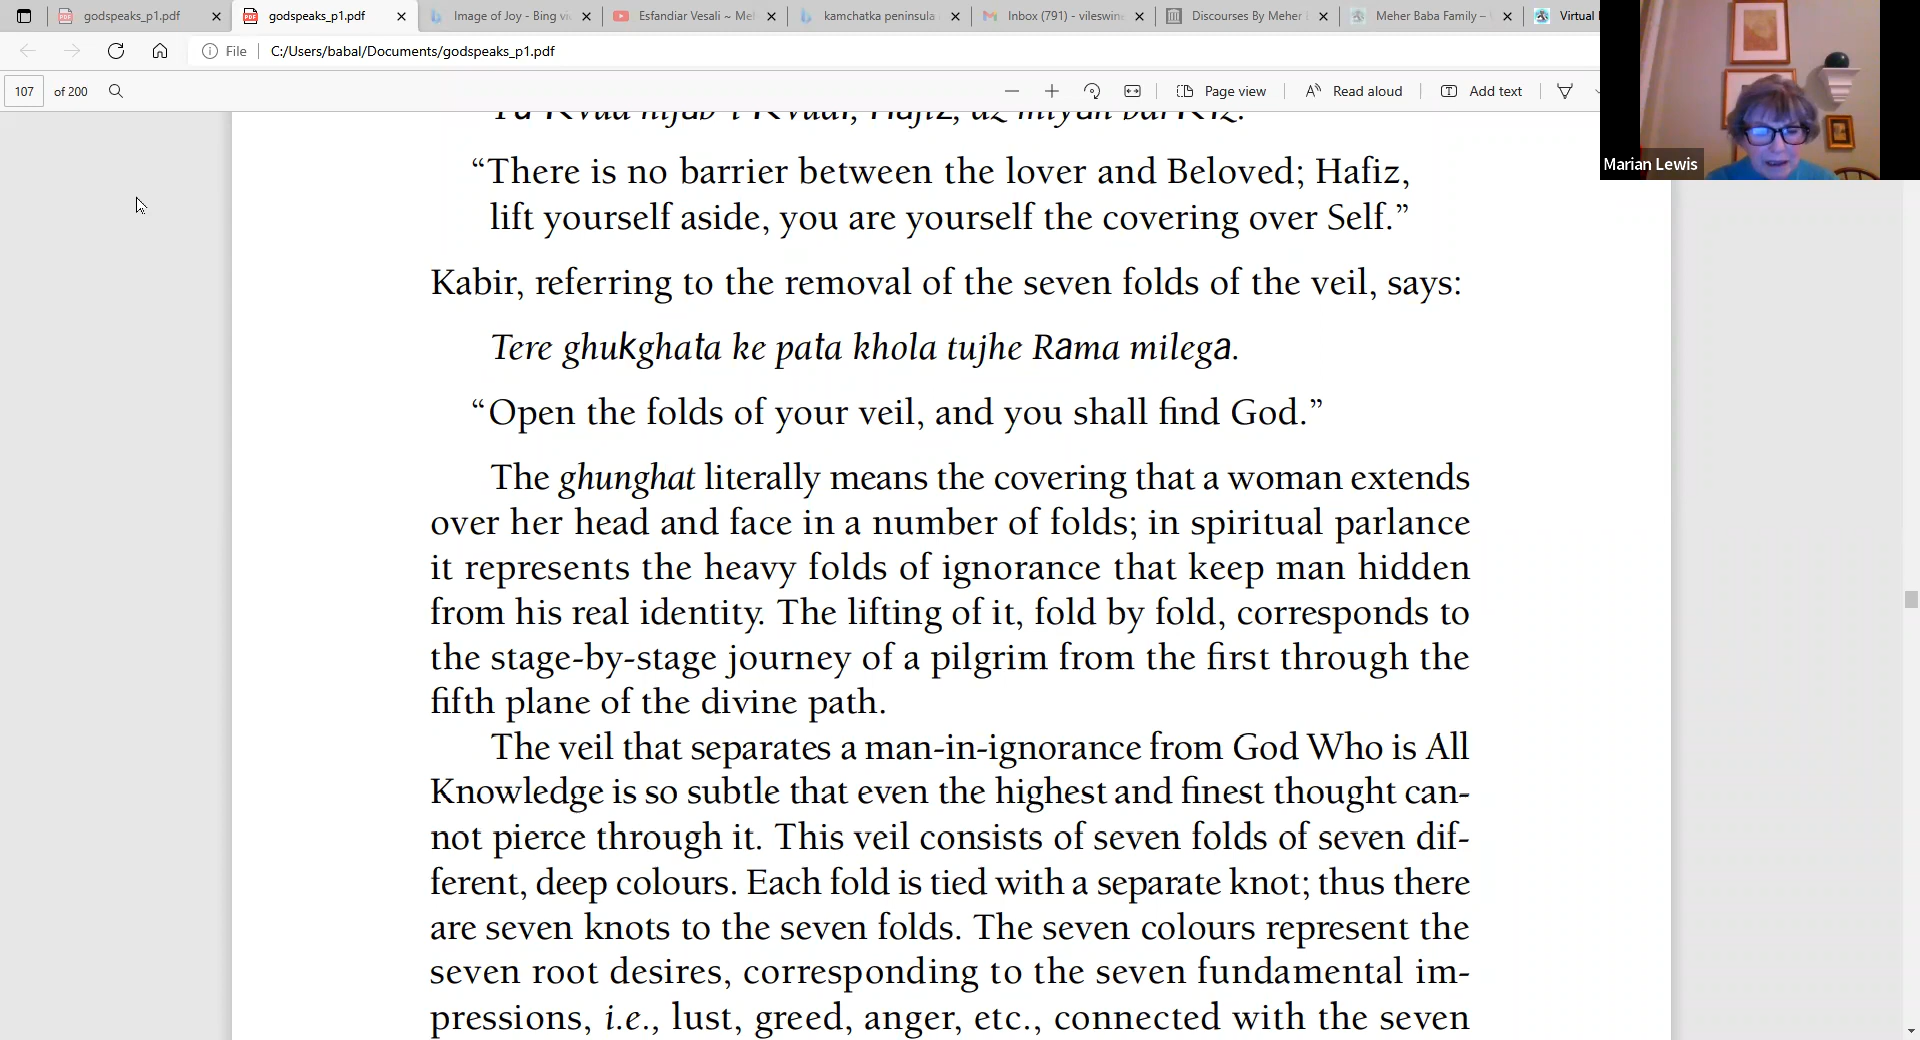 godspeaks_p1.pdf
godspeaks_p1.pdf
Image of Joy - Bing vi
Esfandiar Vesali ~ Me
kamchatka peninsula
Inbox (791) - vileswine
Discourses By Meher
Meher Baba Family –
Virtual
File
C:/Users/babal/Documents/godspeaks_p1.pdf
107 of 200
Page view
Read aloud
Add text
Marian Lewis
“There is no barrier between the lover and Beloved; Hafiz,
lift yourself aside, you are yourself the covering over Self.”
Kabir, referring to the removal of the seven folds of the veil, says:
Tere ghukghata ke pata khola tujhe Rama milega.
“Open the folds of your veil, and you shall find God.”
The ghunghat literally means the covering that a woman extends
over her head and face in a number of folds; in spiritual parlance
it represents the heavy folds of ignorance that keep man hidden
from his real identity. The lifting of it, fold by fold, corresponds to
the stage-by-stage journey of a pilgrim from the first through the
fifth plane of the divine path.
The veil that separates a man-in-ignorance from God Who is All
Knowledge is so subtle that even the highest and finest thought can-
not pierce through it. This veil consists of seven folds of seven dif-
ferent, deep colours. Each fold is tied with a separate knot; thus there
are seven knots to the seven folds. The seven colours represent the
seven root desires, corresponding to the seven fundamental im-
pressions, i.e., lust, greed, anger, etc., connected with the seven